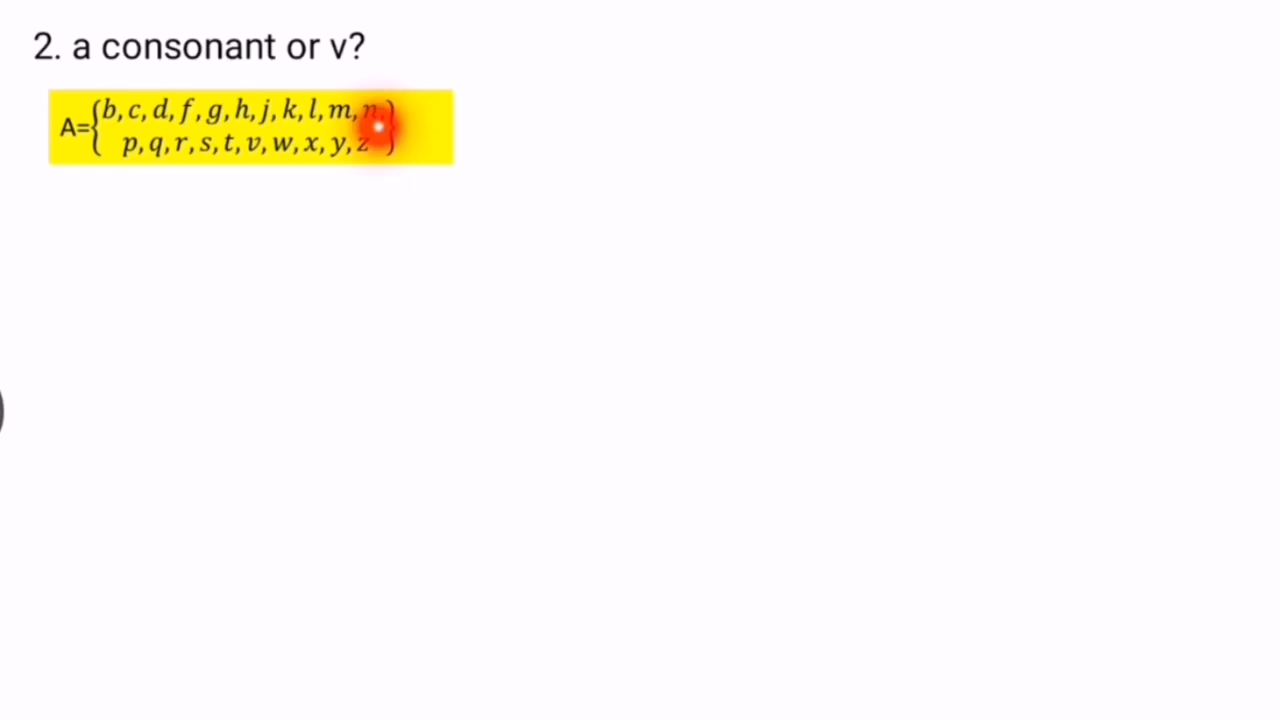 2. a consonant or v?
A={b, c, d, f, g, h, j, k, l, m, n,
p, q, r, s, t, v, w, x, y, z}